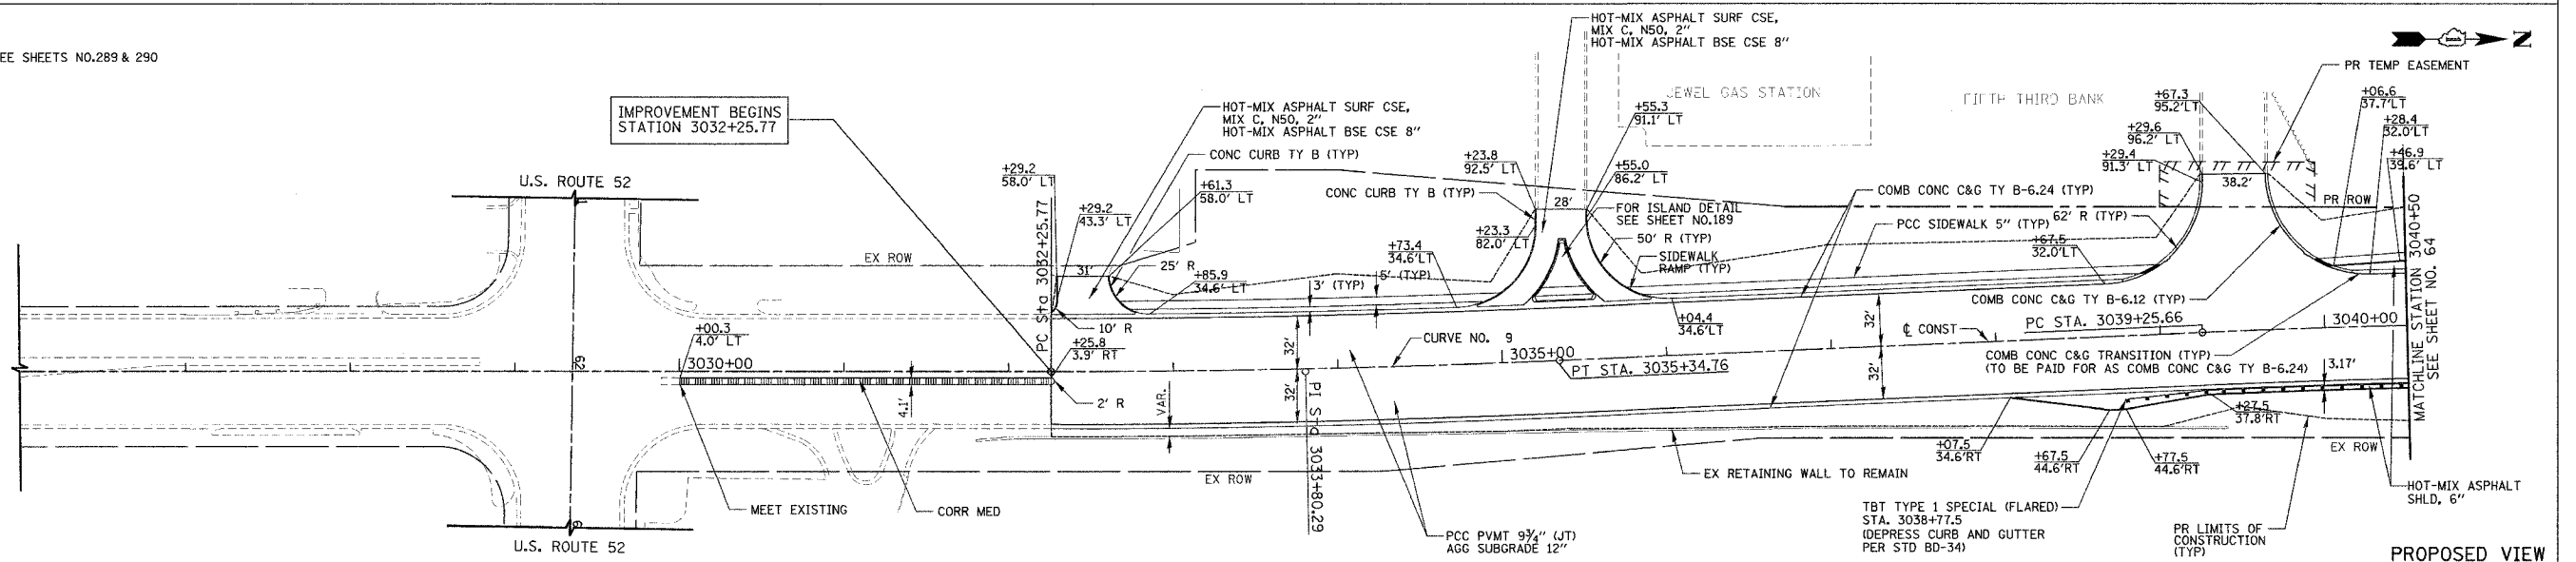 EE SHEETS NO.289 & 290
IMPROVEMENT BEGINS
STATION 3032+25.77
U.S. ROUTE 52
EX ROW
HOT-MIX ASPHALT SURF CSE,
MIX C, N50, 2"
HOT-MIX ASPHALT BSE CSE 8"
CONC CURB TY B (TYP)
+29.2
58.0' LT
+29.2
43.3' LT
+61.3
58.0' LT
PC Sta 3032+25.77
31'
25' R
+85.9
34.6' LT
10' R
+00.3
4.0' LT
3030+00
+25.8
3.9' RT
2' R
4.1'
VAR.
62
MEET EXISTING
CORR MED
U.S. ROUTE 52
HOT-MIX ASPHALT SURF CSE,
MIX C, N50, 2"
HOT-MIX ASPHALT BSE CSE 8"
+23.8
92.5' LT
CONC CURB TY B (TYP)
+23.3
82.0' LT
28'
+55.3
91.1' LT
+55.0
86.2' LT
FOR ISLAND DETAIL
SEE SHEET NO.189
50' R (TYP)
SIDEWALK
RAMP (TYP)
+73.4
34.6'LT
3' (TYP)
5' (TYP)
32'
32'
CURVE NO. 9
3035+00
PT STA. 3035+34.76
PI S-D 3033+80.29
+04.4
34.6'LT
EX ROW
PCC PVMT 9¾" (JT)
AGG SUBGRADE 12"
EX RETAINING WALL TO REMAIN
JEWEL GAS STATION
FIFTH THIRD BANK
COMB CONC C&G TY B-6.24 (TYP)
PCC SIDEWALK 5" (TYP)
62' R (TYP)
+67.5
32.0'LT
+67.3
95.2'LT
+29.6
96.2' LT
+29.4
91.3' LT
38.2'
PR TEMP EASEMENT
+06.6
37.7'LT
+28.4
32.0'LT
+46.9
39.6' LT
PR ROW
COMB CONC C&G TY B-6.12 (TYP)
32'
32'
℄ CONST
PC STA. 3039+25.66
3040+00
COMB CONC C&G TRANSITION (TYP)
(TO BE PAID FOR AS COMB CONC C&G TY B-6.24)
3.17'
+07.5
34.6'RT
+67.5
44.6'RT
+77.5
44.6'RT
+27.5
37.8'RT
EX ROW
TBT TYPE 1 SPECIAL (FLARED)
STA. 3038+77.5
(DEPRESS CURB AND GUTTER
PER STD BD-34)
PR LIMITS OF
CONSTRUCTION
(TYP)
HOT-MIX ASPHALT
SHLD, 6"
MATCHLINE STATION 3040+50
SEE SHEET NO. 64
N
PROPOSED VIEW